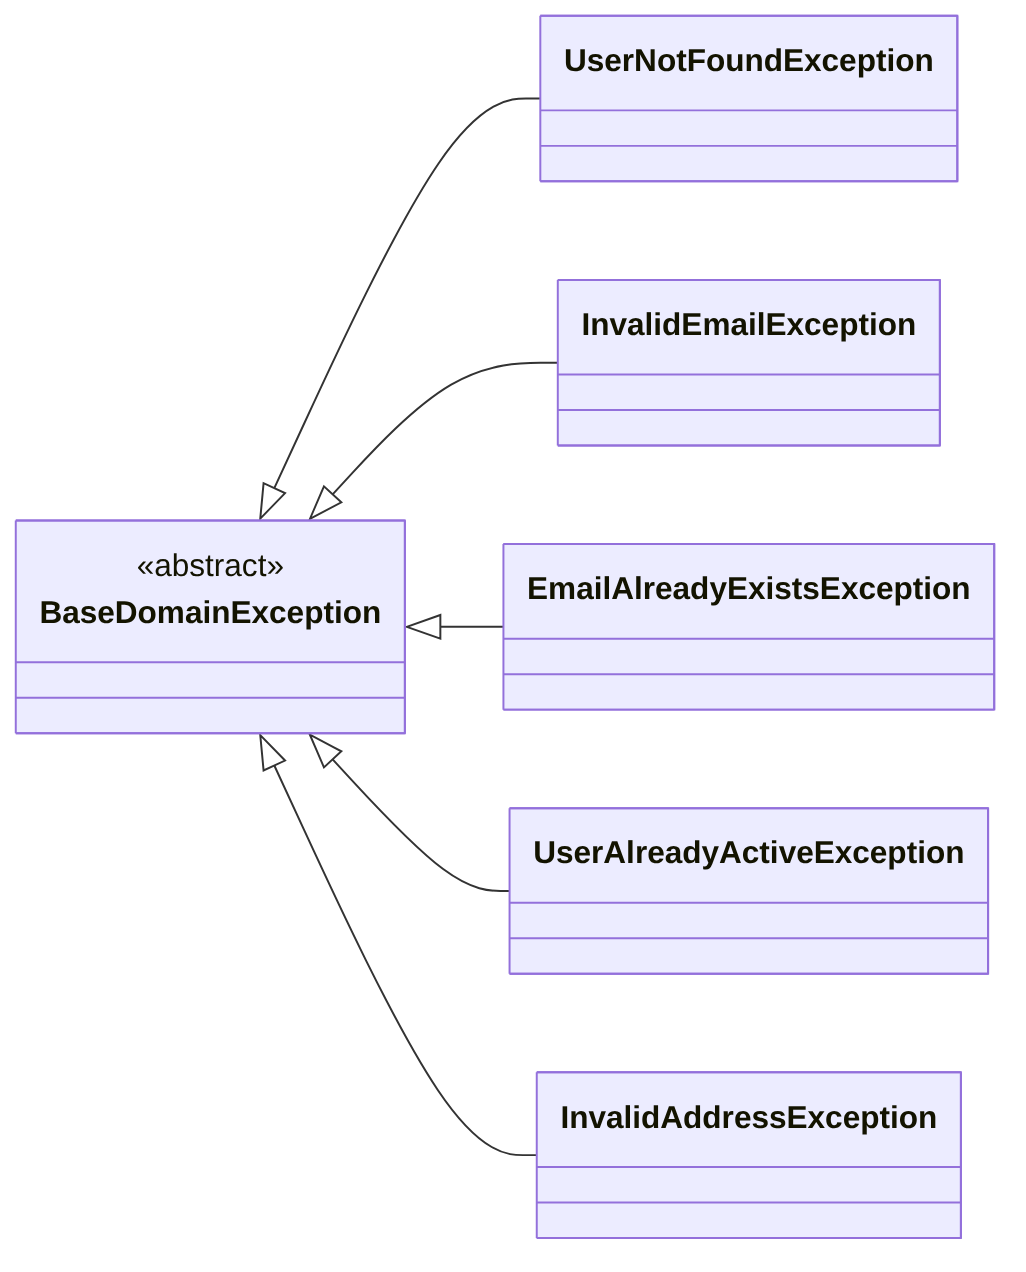 UserNotFoundException
InvalidEmailException
«abstract»
BaseDomainException
EmailAlreadyExistsException
UserAlreadyActiveException
InvalidAddressException